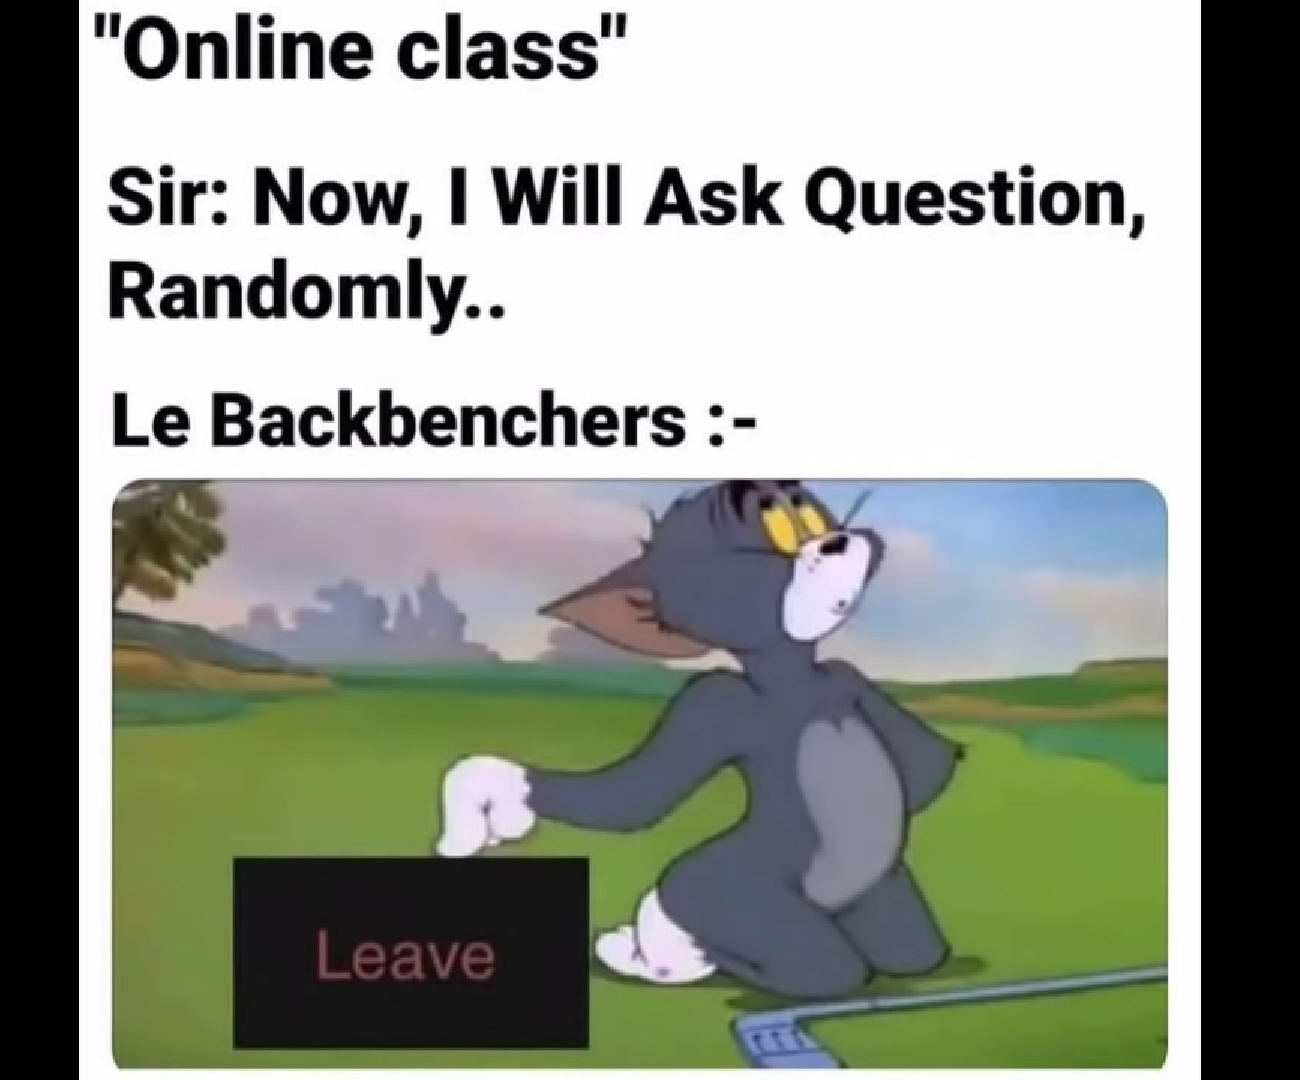 "Online class"
Sir: Now, I Will Ask Question,
Randomly..
Le Backbenchers :-
Leave